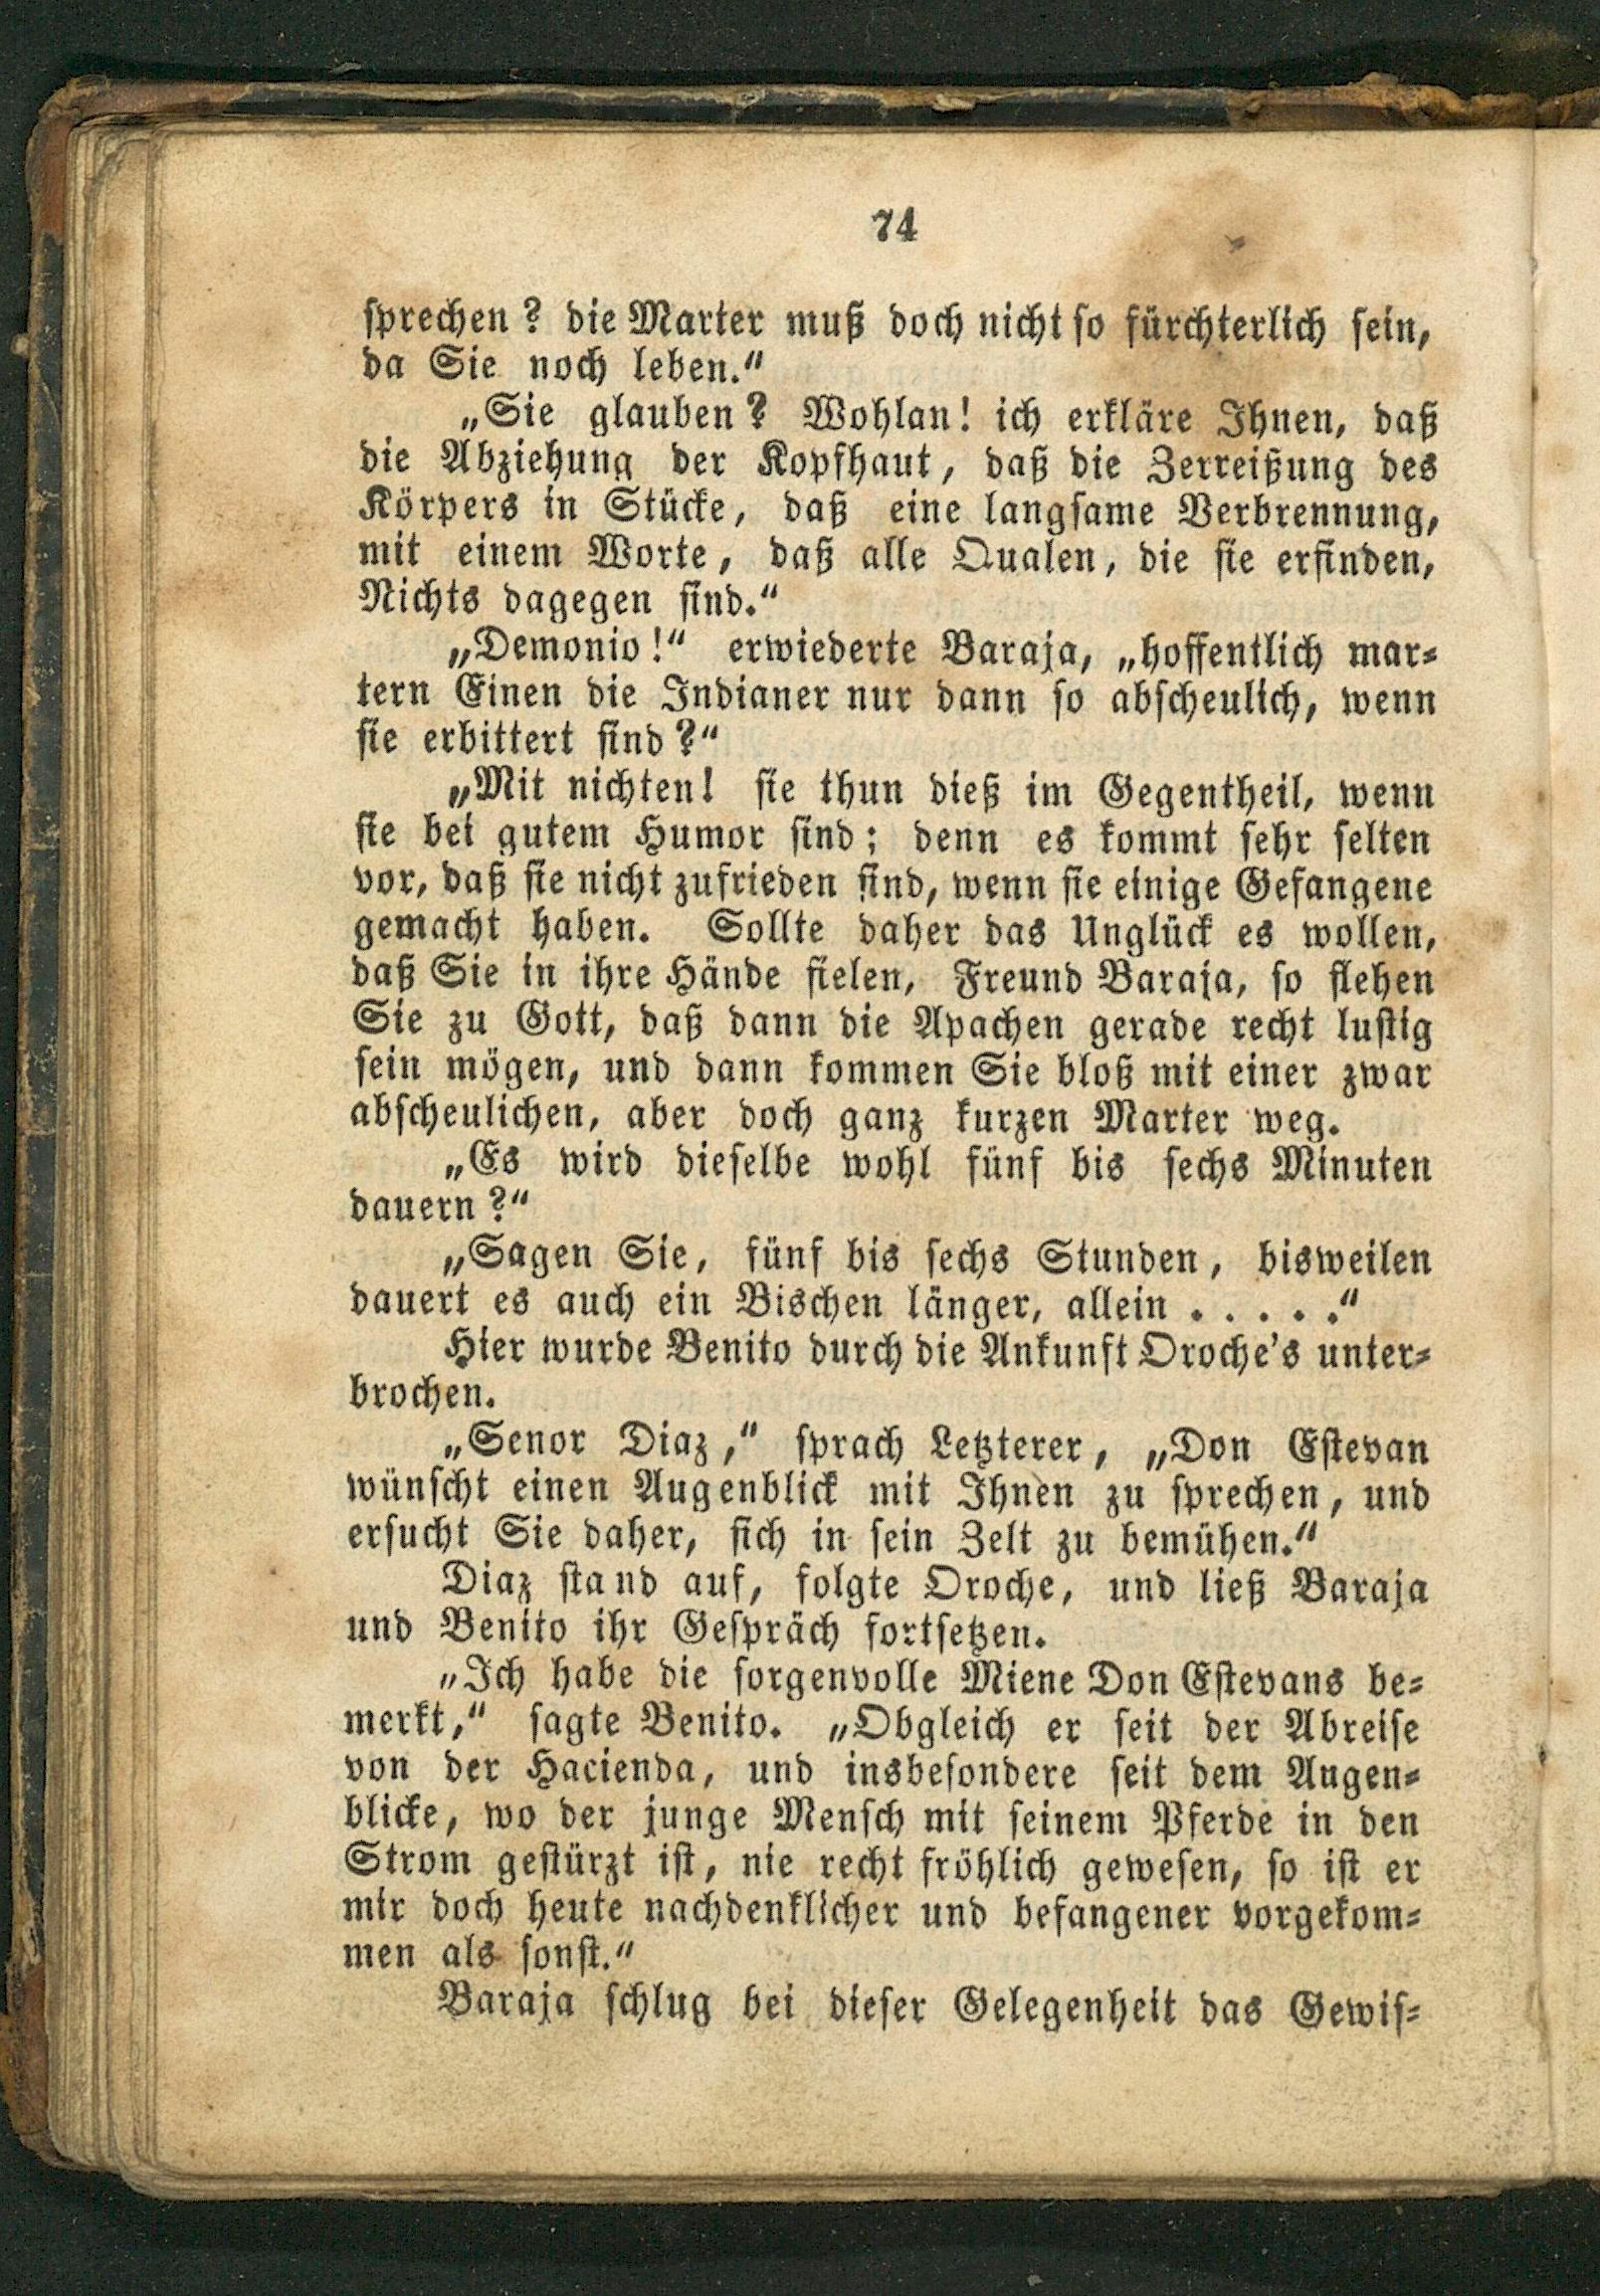 74
sprechen? die Marter muß doch nicht so fürchterlich sein,
da Sie noch leben.“
„Sie glauben? Wohlan! ich erkläre Ihnen, daß
die Abziehung der Kopfhaut, daß die Zerreißung des
Körpers in Stücke, daß eine langsame Verbrennung,
mit einem Worte, daß alle Qualen, die sie erfinden,
Nichts dagegen sind.“
„Demonio!“ erwiederte Baraja, „hoffentlich mar-
tern Einen die Indianer nur dann so abscheulich, wenn
sie erbittert sind?“
„Mit nichten! sie thun dieß im Gegentheil, wenn
sie bei gutem Humor sind; denn es kommt sehr selten
vor, daß sie nicht zufrieden sind, wenn sie einige Gefangene
gemacht haben. Sollte daher das Unglück es wollen,
daß Sie in ihre Hände fielen, Freund Baraja, so flehen
Sie zu Gott, daß dann die Apachen gerade recht lustig
sein mögen, und dann kommen Sie bloß mit einer zwar
abscheulichen, aber doch ganz kurzen Marter weg.
„Es wird dieselbe wohl fünf bis sechs Minuten
dauern?“
„Sagen Sie, fünf bis sechs Stunden, bisweilen
dauert es auch ein Bischen länger, allein . . . . .“
Hier wurde Benito durch die Ankunft Oroche's unter-
brochen.
„Senor Diaz,“ sprach Letzterer, „Don Estevan
wünscht einen Augenblick mit Ihnen zu sprechen, und
ersucht Sie daher, sich in sein Zelt zu bemühen.“
Diaz stand auf, folgte Oroche, und ließ Baraja
und Benito ihr Gespräch fortsetzen.
„Ich habe die sorgenvolle Miene Don Estevans be-
merkt,“ sagte Benito. „Obgleich er seit der Abreise
von der Hacienda, und insbesondere seit dem Augen-
blicke, wo der junge Mensch mit seinem Pferde in den
Strom gestürzt ist, nie recht fröhlich gewesen, so ist er
mir doch heute nachdenklicher und befangener vorgekom-
men als sonst.“
Baraja schlug bei dieser Gelegenheit das Gewis-